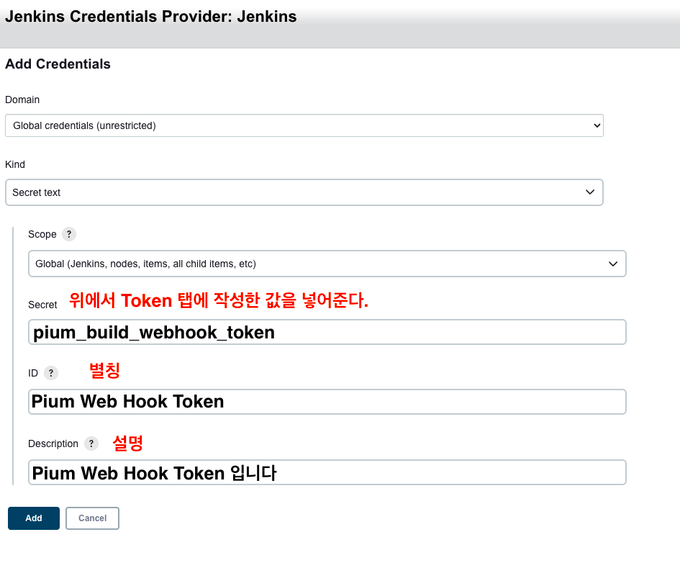 Jenkins Credentials Provider: Jenkins
Add Credentials
Domain
Global credentials (unrestricted)
Kind
Secret text
Scope ?
Global (Jenkins, nodes, items, all child items, etc)
Secret 위에서 Token 탭에 작성한 값을 넣어준다.
pium_build_webhook_token
ID ? 별칭
Pium Web Hook Token
Description ? 설명
Pium Web Hook Token 입니다
Add Cancel